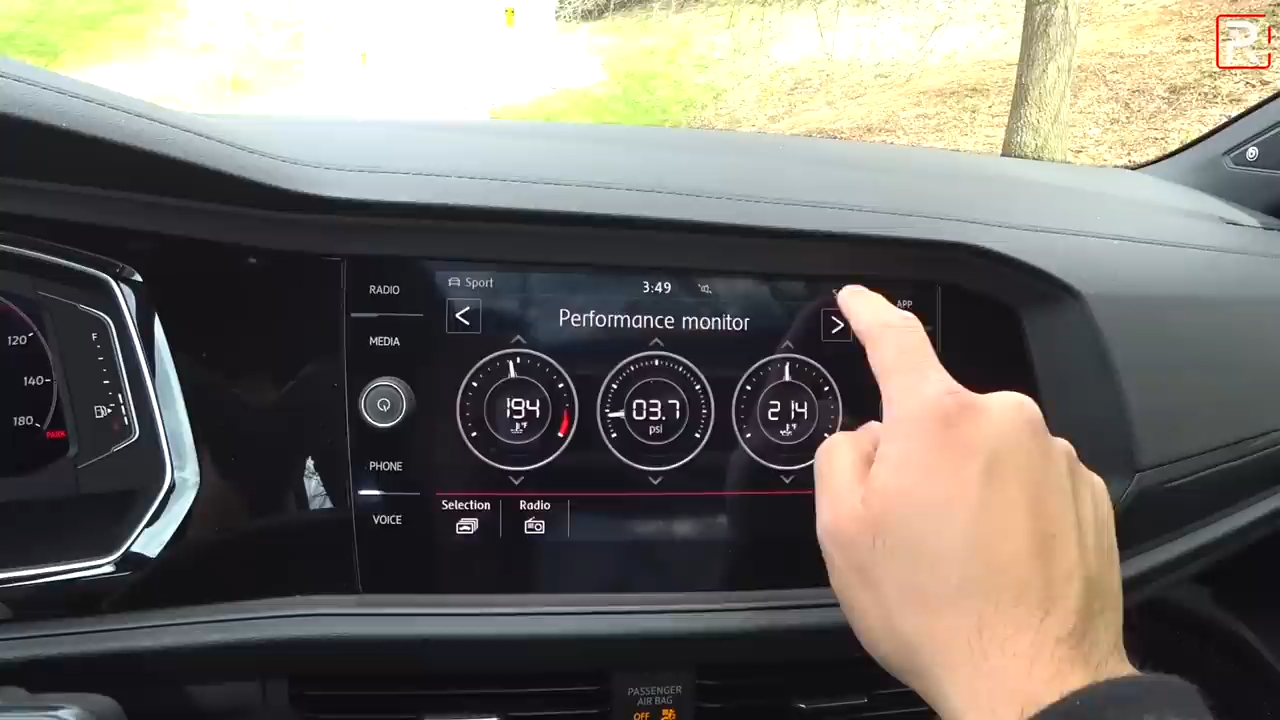 120
140
180
PARK
F
RADIO
MEDIA
PHONE
VOICE
Sport
3:49
APP
<
Performance monitor
>
194
°F
03.7
psi
214
°F
Selection
Radio
PASSENGER
AIR BAG
OFF
R